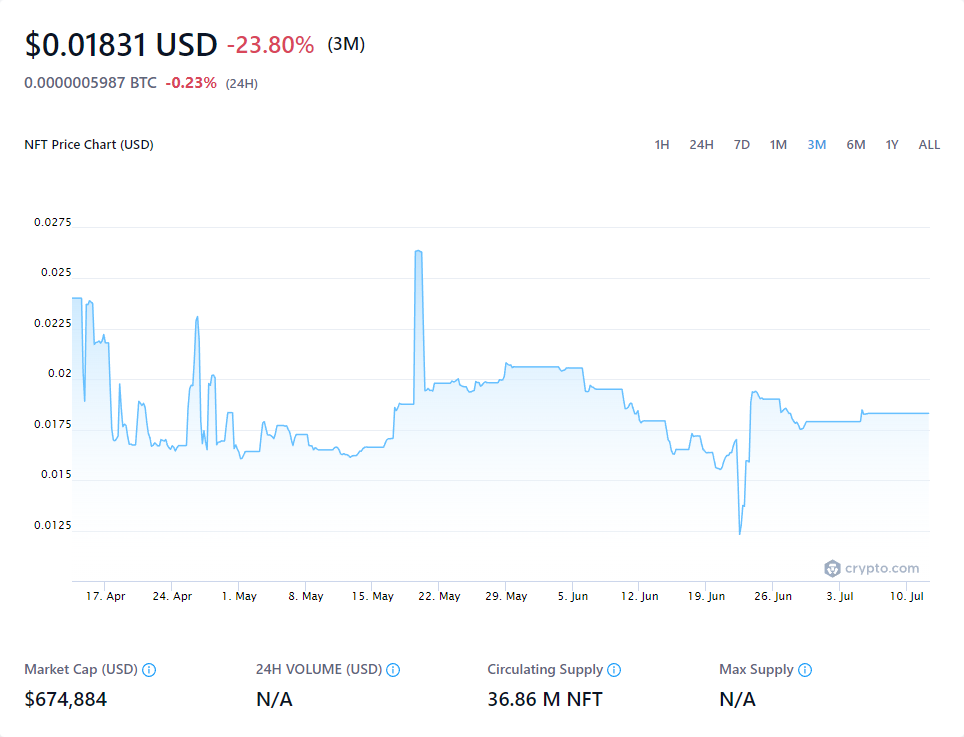 $0.01831 USD -23.80% (3M)
0.0000005987 BTC -0.23% (24H)
NFT Price Chart (USD)
1H 24H 7D 1M 3M 6M 1Y ALL
0.0275
0.025
0.0225
0.02
0.0175
0.015
0.0125
crypto.com
17. Apr 24. Apr 1. May 8. May 15. May 22. May 29. May 5. Jun 12. Jun 19. Jun 26. Jun 3. Jul 10. Jul
Market Cap (USD) 24H VOLUME (USD) Circulating Supply Max Supply
$674,884 N/A 36.86 M NFT N/A